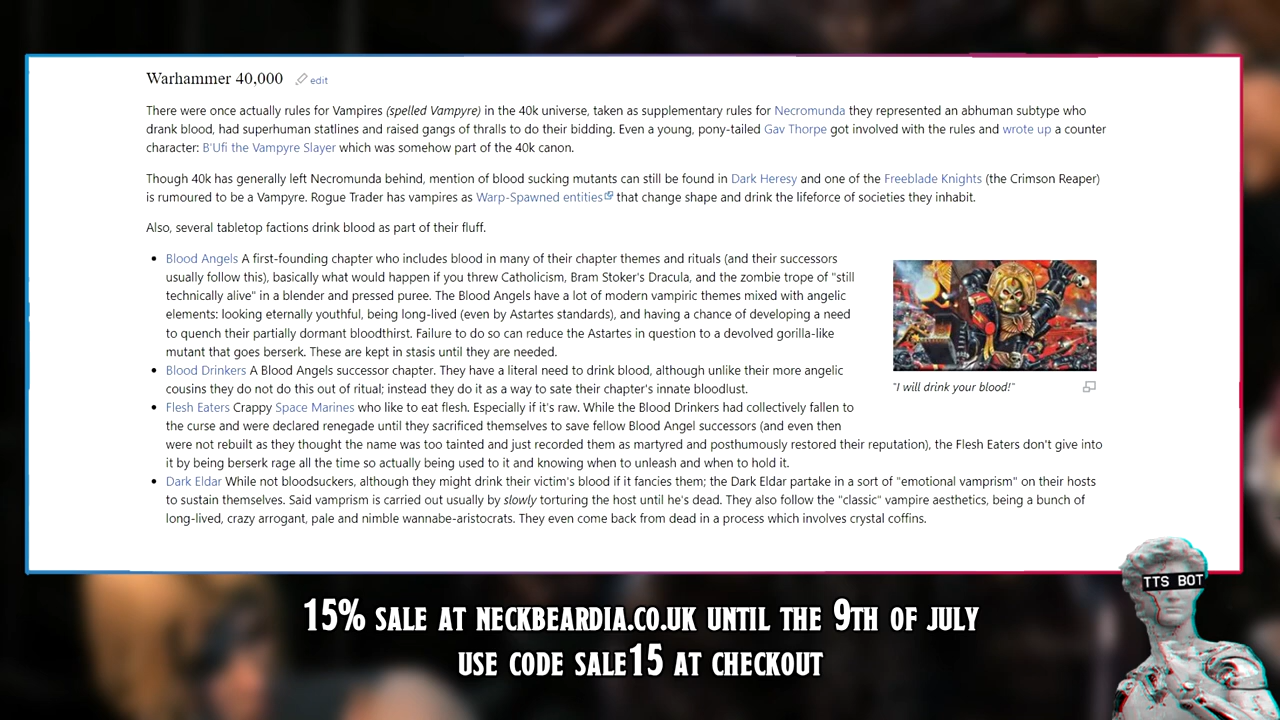 Warhammer 40,000 edit
There were once actually rules for Vampires (spelled Vampyre) in the 40k universe, taken as supplementary rules for Necromunda they represented an abhuman subtype who
drank blood, had superhuman statlines and raised gangs of thralls to do their bidding. Even a young, pony-tailed Gav Thorpe got involved with the rules and wrote up a counter
character: B'Ufi the Vampyre Slayer which was somehow part of the 40k canon.
Though 40k has generally left Necromunda behind, mention of blood sucking mutants can still be found in Dark Heresy and one of the Freeblade Knights (the Crimson Reaper)
is rumoured to be a Vampyre. Rogue Trader has vampires as Warp-Spawned entities that change shape and drink the lifeforce of societies they inhabit.
Also, several tabletop factions drink blood as part of their fluff.
• Blood Angels A first-founding chapter who includes blood in many of their chapter themes and rituals (and their successors
usually follow this), basically what would happen if you threw Catholicism, Bram Stoker's Dracula, and the zombie trope of "still
technically alive" in a blender and pressed puree. The Blood Angels have a lot of modern vampiric themes mixed with angelic
elements: looking eternally youthful, being long-lived (even by Astartes standards), and having a chance of developing a need
to quench their partially dormant bloodthirst. Failure to do so can reduce the Astartes in question to a devolved gorilla-like
mutant that goes berserk. These are kept in stasis until they are needed.
• Blood Drinkers A Blood Angels successor chapter. They have a literal need to drink blood, although unlike their more angelic
cousins they do not do this out of ritual; instead they do it as a way to sate their chapter's innate bloodlust.
"I will drink your blood!"
• Flesh Eaters Crappy Space Marines who like to eat flesh. Especially if it's raw. While the Blood Drinkers had collectively fallen to
the curse and were declared renegade until they sacrificed themselves to save fellow Blood Angel successors (and even then
were not rebuilt as they thought the name was too tainted and just recorded them as martyred and posthumously restored their reputation), the Flesh Eaters don't give into
it by being berserk rage all the time so actually being used to it and knowing when to unleash and when to hold it.
• Dark Eldar While not bloodsuckers, although they might drink their victim's blood if it fancies them; the Dark Eldar partake in a sort of "emotional vampirism" on their hosts
to sustain themselves. Said vamprism is carried out usually by slowly torturing the host until he's dead. They also follow the "classic" vampire aesthetics, being a bunch of
long-lived, crazy arrogant, pale and nimble wannabe-aristocrats. They even come back from dead in a process which involves crystal coffins.
TTS BOT
15% SALE AT NECKBEARDIA.CO.UK UNTIL THE 9TH OF JULY
USE CODE SALE15 AT CHECKOUT